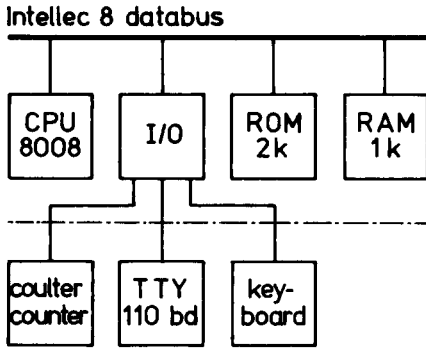 Intellec 8 databus
CPU
8008
I/O
ROM
2k
RAM
1k
coulter
counter
TTY
110 bd
key-
board